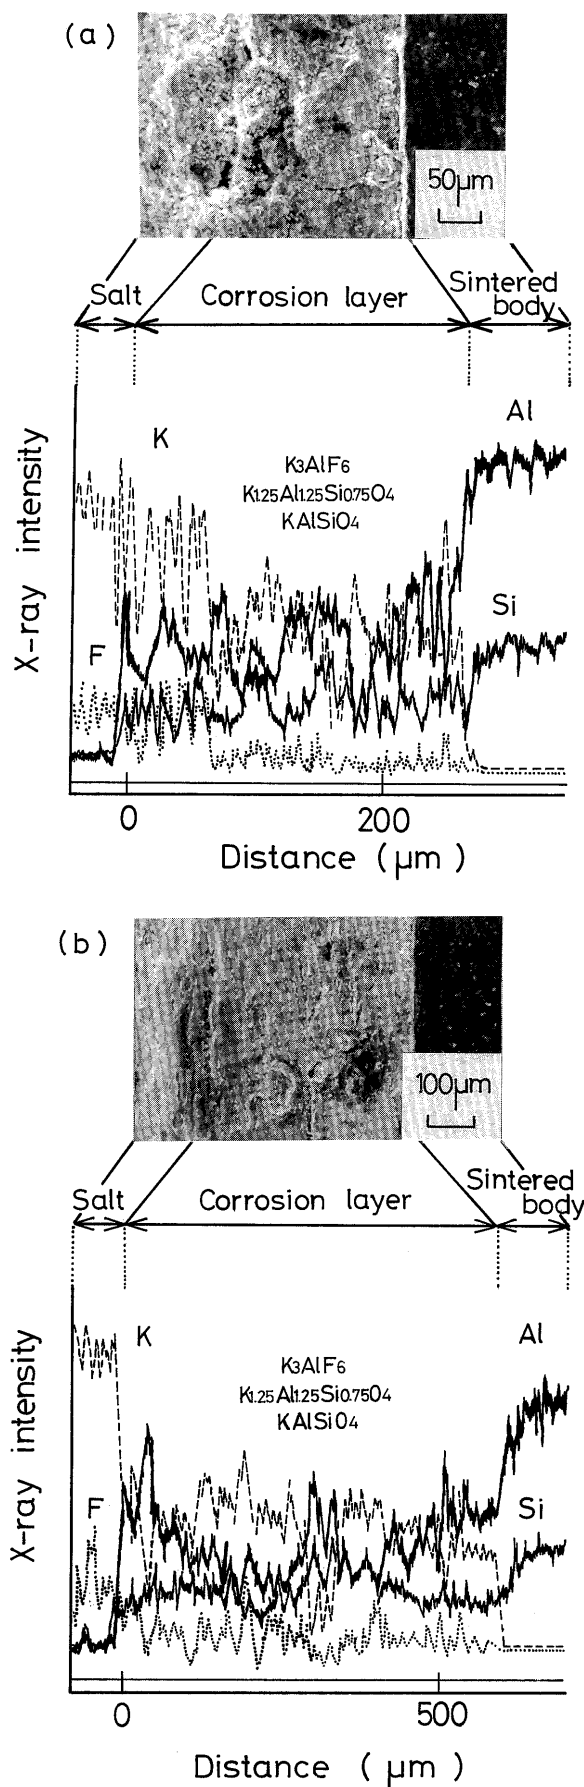 (a)
50μm
Sintered
Salt
Corrosion layer
body
Al
K
K3AlF6
K1.25Al1.25Si0.75O4
KAlSiO4
Si
F
X-ray intensity
0
200
Distance (μm)
(b)
100μm
Sintered
Salt
Corrosion layer
body
K
Al
K3AlF6
K1.25Al1.25Si0.75O4
KAlSiO4
F
Si
X-ray intensity
0
500
Distance (μm)